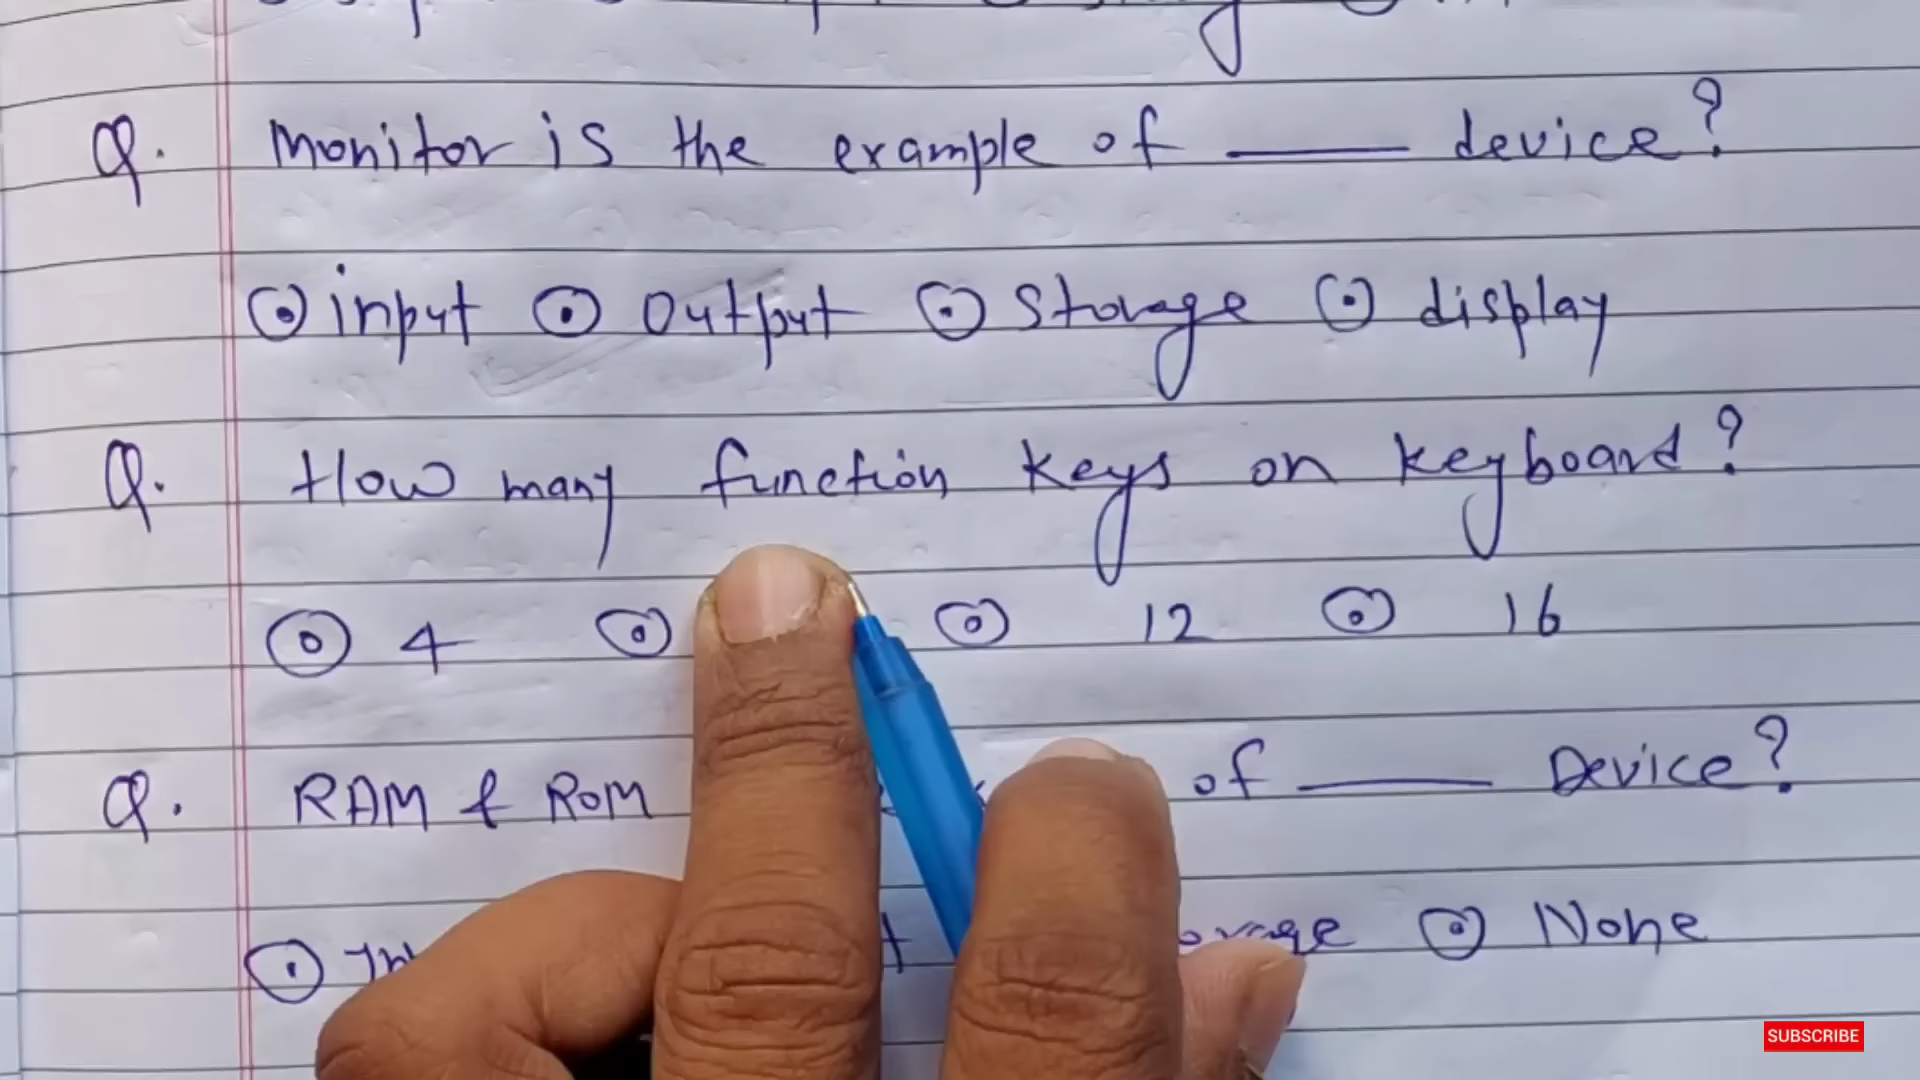 Q. Monitor is the example of ____ device?
⊙ input ⊙ output ⊙ Storage ⊙ display
Q. How many function keys on keyboard?
⊙ 4 ⊙ ⊙ 12 ⊙ 16
Q. RAM & ROM of ____ Device?
⊙ ⊙ None
SUBSCRIBE